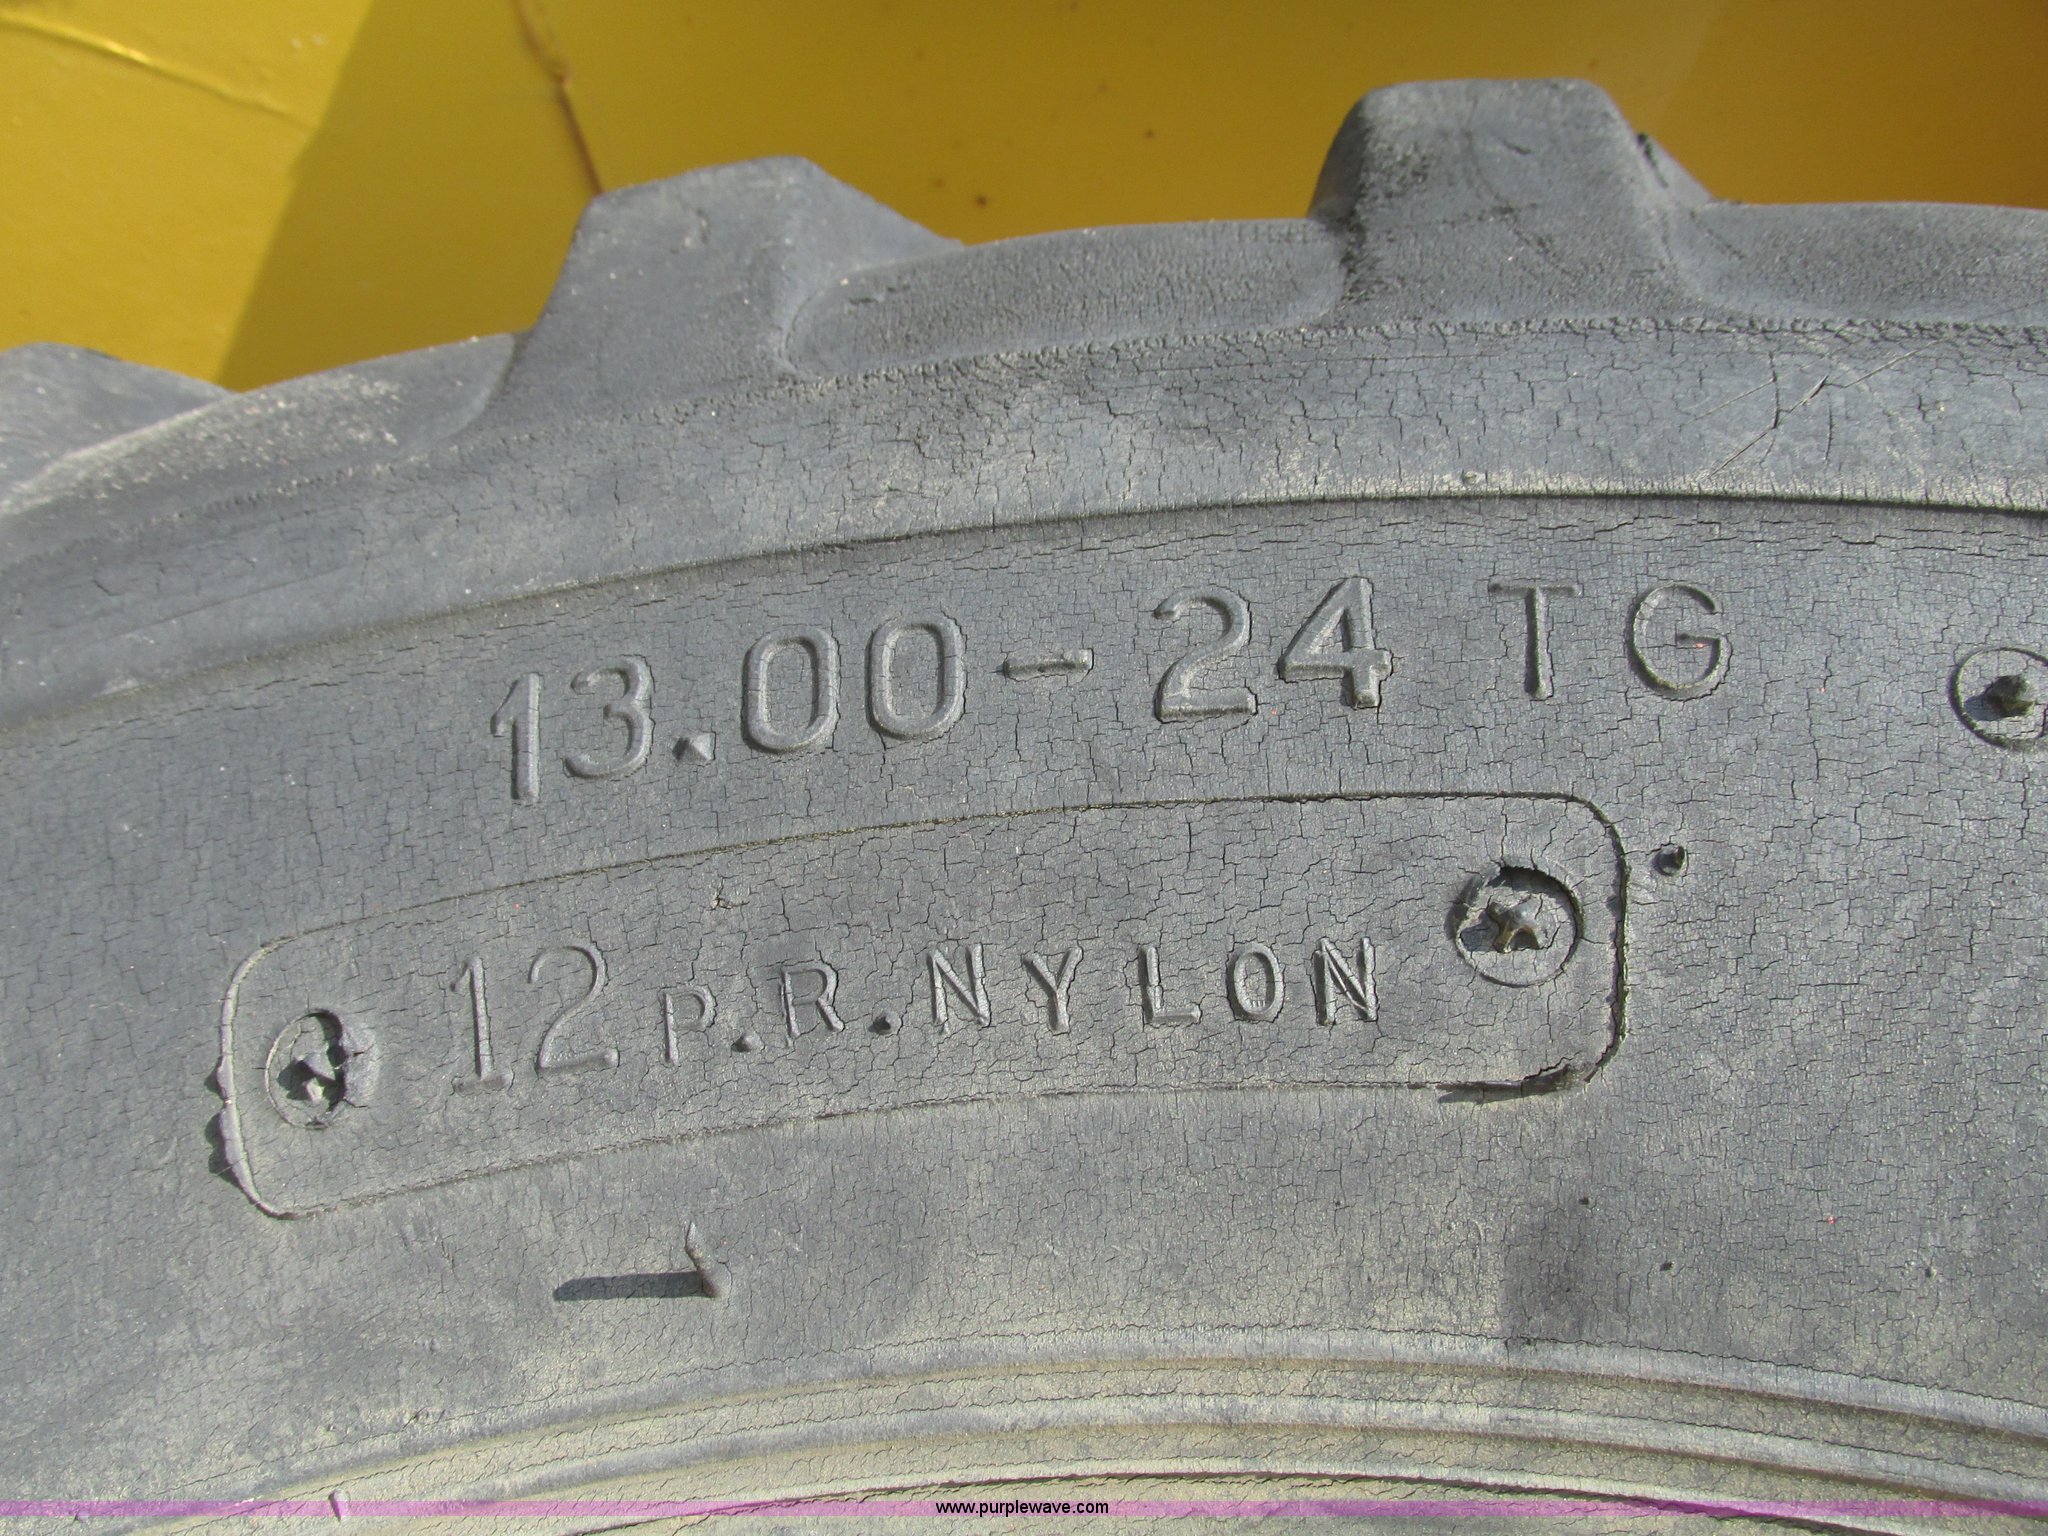 13.00-24 TG
12 P.R. NYLON
www.purplewave.com